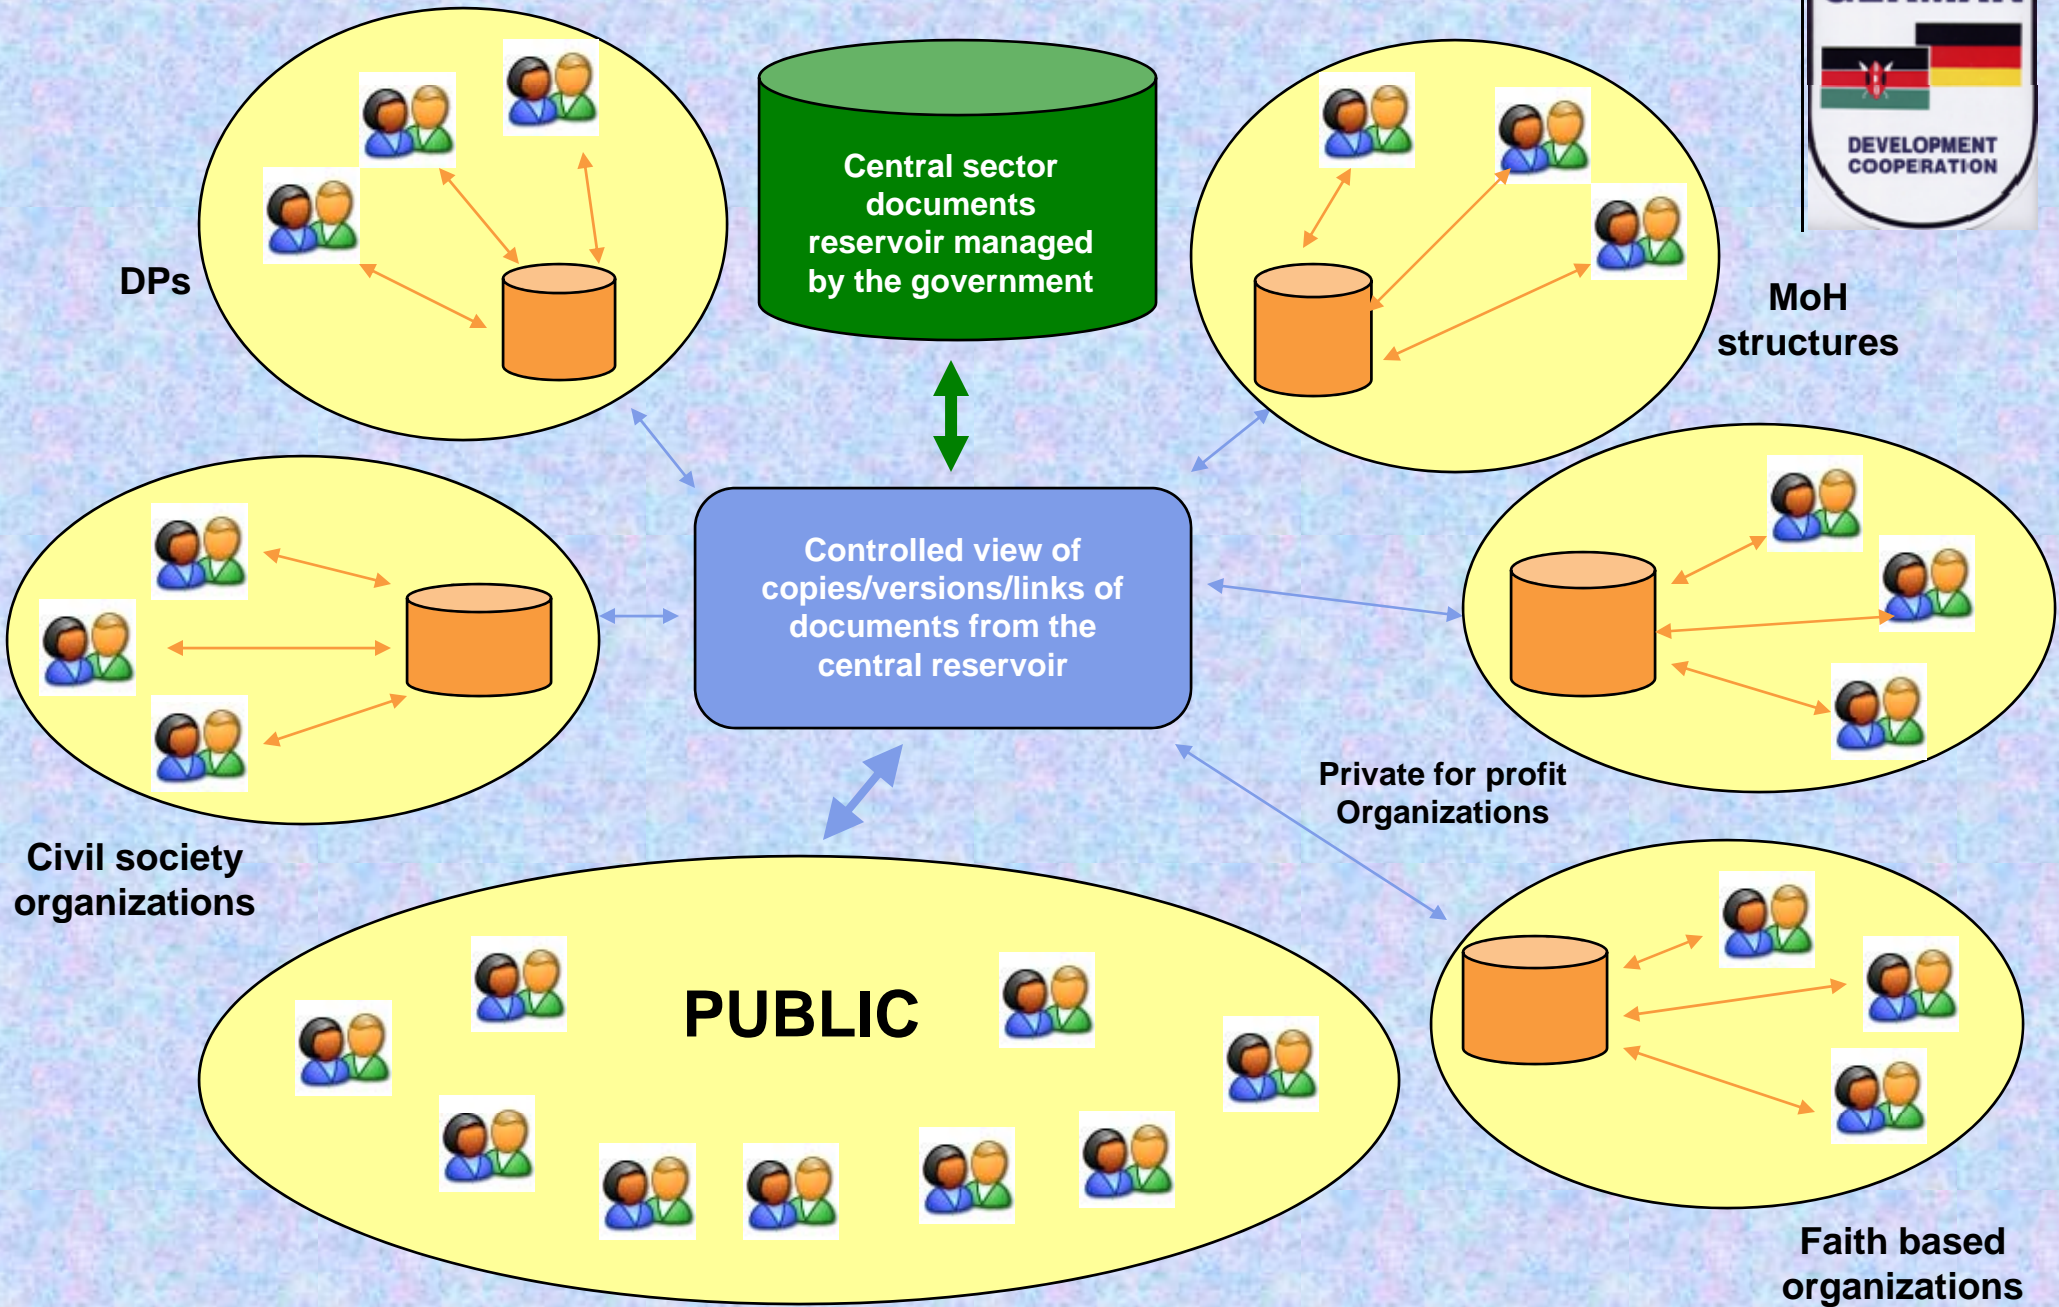 DEVELOPMENT
COOPERATION
Central sector
documents
reservoir managed
by the government
DPs
MoH
structures
Controlled view of
copies/versions/links of
documents from the
central reservoir
Private for profit
Organizations
Civil society
organizations
PUBLIC
Faith based
organizations